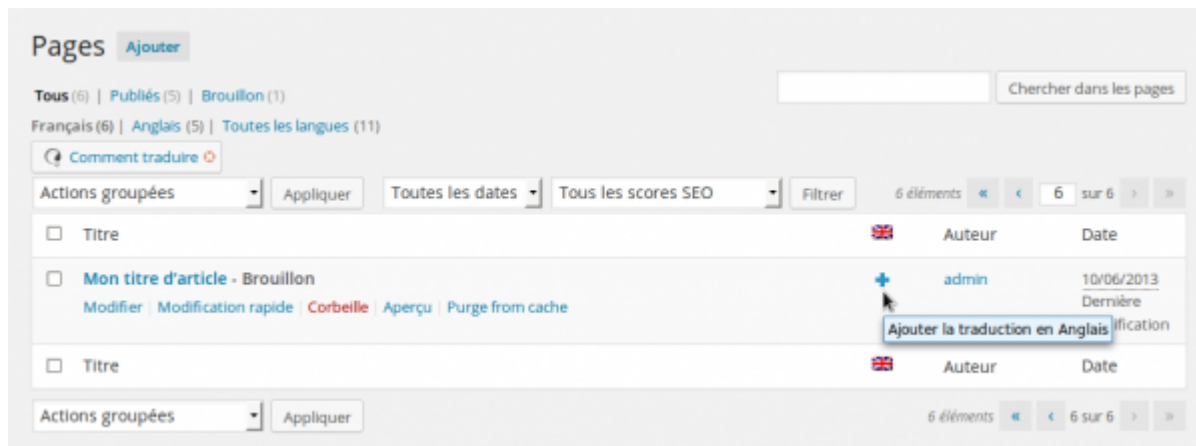 Pages Ajouter
Tous (6) | Publiés (5) | Brouillon (1)
Chercher dans les pages
Français (6) | Anglais (5) | Toutes les langues (11)
Comment traduire
Actions groupées Appliquer Toutes les dates Tous les scores SEO Filtrer 6 éléments « ‹ 6 sur 6 › »
Titre Auteur Date
Mon titre d'article - Brouillon admin 10/06/2013
Modifier | Modification rapide | Corbeille | Aperçu | Purge from cache Dernière
Ajouter la traduction en Anglais ification
Titre Auteur Date
Actions groupées Appliquer 6 éléments « ‹ 6 sur 6 › »